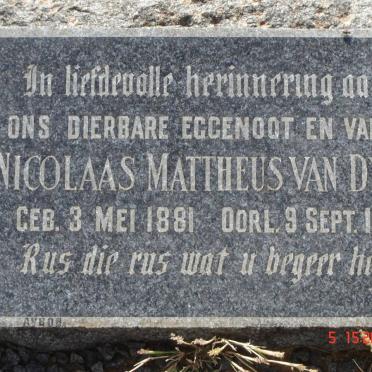 In liefdevolle herinnering aa
ONS DIERBARE EGGENOOT EN VA
NICOLAAS MATTHEUS VAN D
GEB. 3 MEI 1881 OORL. 9 SEPT. 1
Rus die rus wat u begeer he
AVBOB